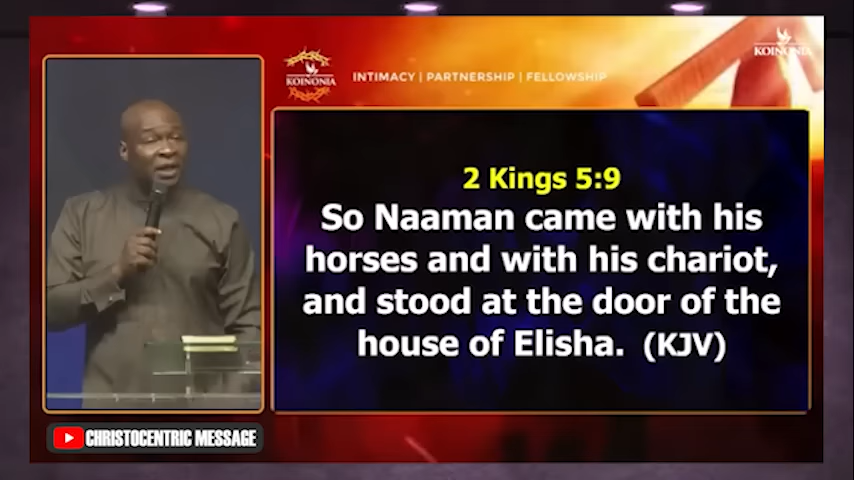 KOINONIA
INTIMACY | PARTNERSHIP | FELLOWSHIP
KOINONIA
2 Kings 5:9
So Naaman came with his
horses and with his chariot,
and stood at the door of the
house of Elisha. (KJV)
CHRISTOCENTRIC MESSAGE